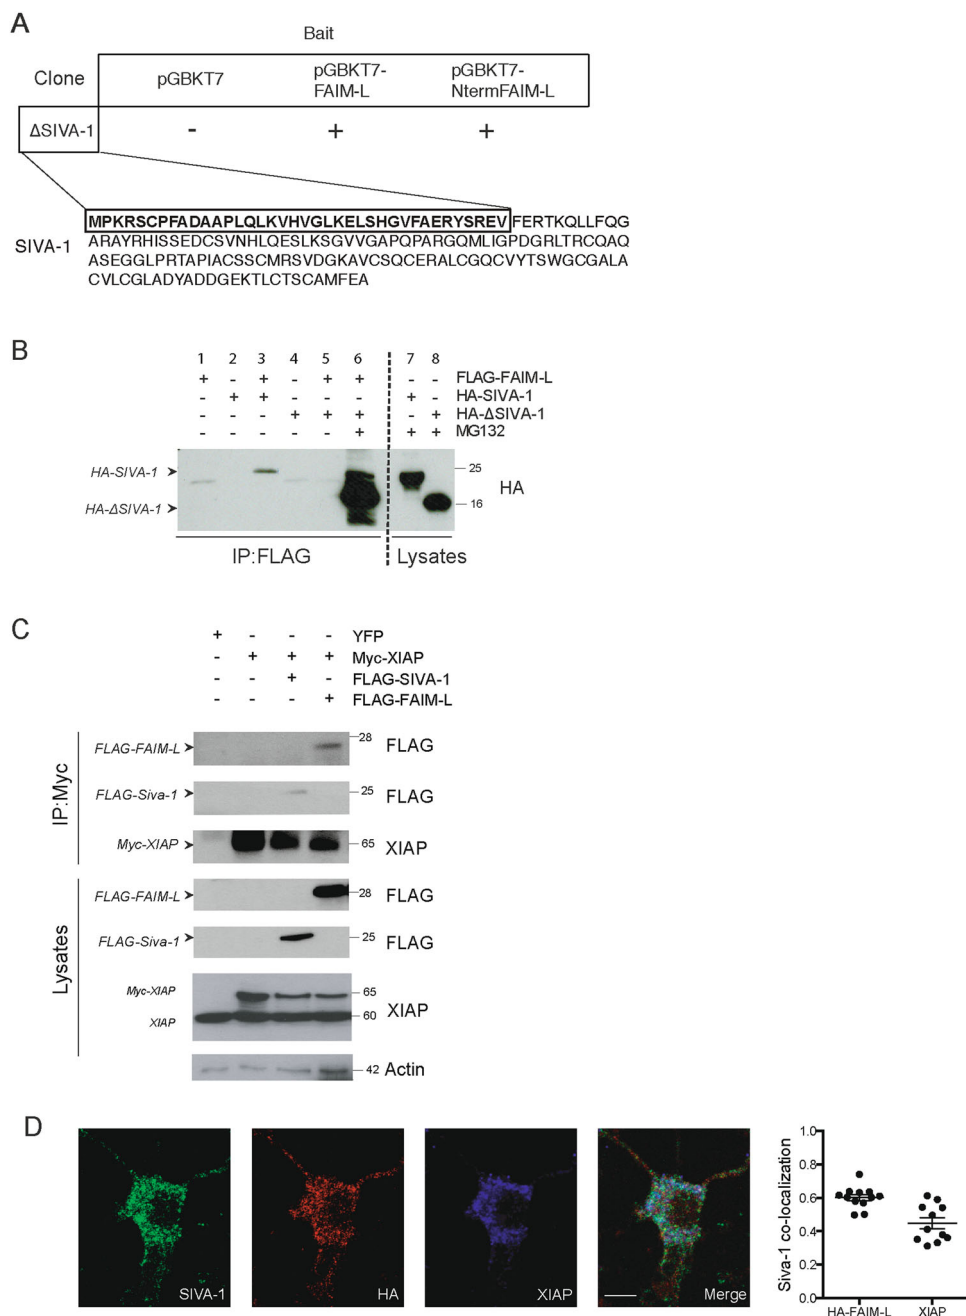 A
Bait
Clone
pGBKT7
pGBKT7-
FAIM-L
pGBKT7-
NtermFAIM-L
ΔSIVA-1
- + +
SIVA-1
MPKRSCPFADAAPLQLKVHVGLKELSHGVFAERYSREVFERTKQLLFQG
ARAYRHISSEDCSVNHLQESLKSGVVGAPQPARGQMLIGPDGRLTRCQAQ
ASEGGLPRTAPIACSSCMRSVDGKAVCSQCERALCGQCVYTSWGCGALA
CVLCGLADYADDGEKTLCTSCAMFEA
B
1 2 3 4 5 6 7 8
+ - + - + + - - FLAG-FAIM-L
- + + - - - + - HA-SIVA-1
- - - + + + - + HA-ΔSIVA-1
- - - - - + + + MG132
HA-SIVA-1
HA-ΔSIVA-1
25
16
HA
IP:FLAG
Lysates
C
+ - - - YFP
- + + + Myc-XIAP
- - + - FLAG-SIVA-1
- - - + FLAG-FAIM-L
IP:Myc
FLAG-FAIM-L 28 FLAG
FLAG-Siva-1 25 FLAG
Myc-XIAP 65 XIAP
Lysates
FLAG-FAIM-L 28 FLAG
FLAG-Siva-1 25 FLAG
Myc-XIAP 65
XIAP 60
XIAP
42 Actin
D
SIVA-1
HA
XIAP
Merge
Siva-1 co-localization
1.0
0.8
0.6
0.4
0.2
0.0
HA-FAIM-L
XIAP